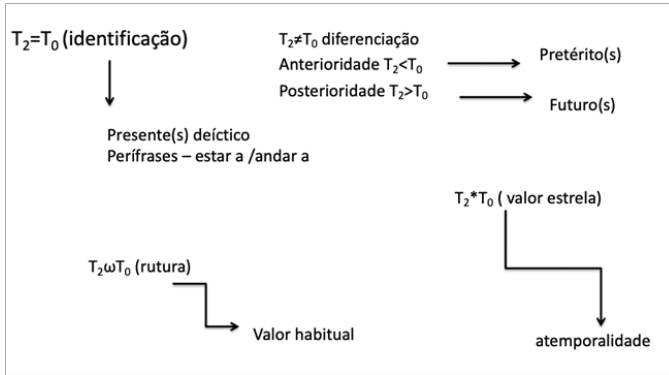 T₂=T₀ (identificação)
Presente(s) deíctico
Perífrases – estar a /andar a
T₂≠T₀ diferenciação
Anterioridade T₂<T₀
Pretérito(s)
Posterioridade T₂>T₀
Futuro(s)
T₂*T₀ ( valor estrela)
atemporalidade
T₂ωT₀ (rutura)
Valor habitual